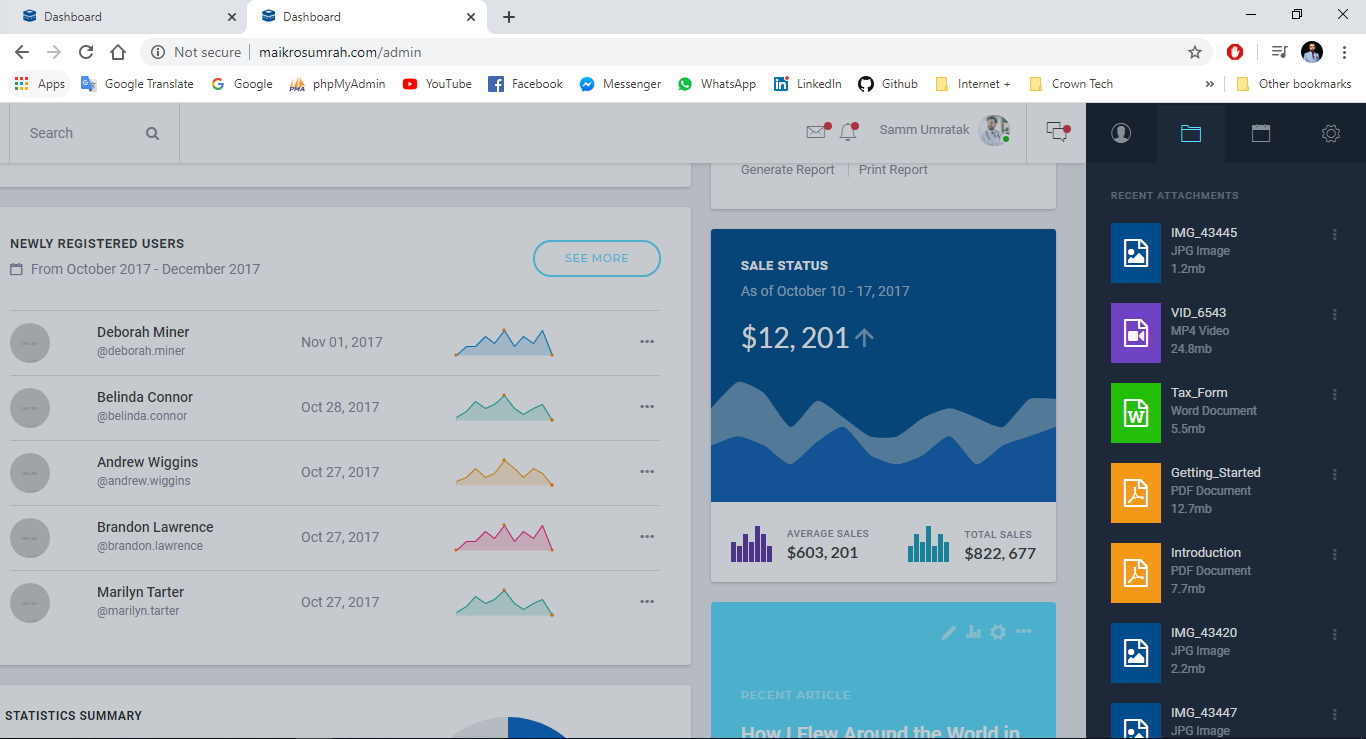 Dashboard
Dashboard
Not secure
maikrosumrah.com/admin
Apps
Google Translate
Google
phpMyAdmin
YouTube
Facebook
Messenger
WhatsApp
LinkedIn
Github
Internet +
Crown Tech
»
Other bookmarks
Search
Samm Umratak
Generate Report
Print Report
NEWLY REGISTERED USERS
From October 2017 - December 2017
SEE MORE
Deborah Miner
@deborah.miner
Nov 01, 2017
Belinda Connor
@belinda.connor
Oct 28, 2017
Andrew Wiggins
@andrew.wiggins
Oct 27, 2017
Brandon Lawrence
@brandon.lawrence
Oct 27, 2017
Marilyn Tarter
@marilyn.tarter
Oct 27, 2017
STATISTICS SUMMARY
SALE STATUS
As of October 10 - 17, 2017
$12, 201
AVERAGE SALES
$603, 201
TOTAL SALES
$822, 677
RECENT ARTICLE
How I Flew Around the World in
RECENT ATTACHMENTS
IMG_43445
JPG Image
1.2mb
VID_6543
MP4 Video
24.8mb
W
Tax_Form
Word Document
5.5mb
Getting_Started
PDF Document
12.7mb
Introduction
PDF Document
7.7mb
IMG_43420
JPG Image
2.2mb
IMG_43447
JPG Image